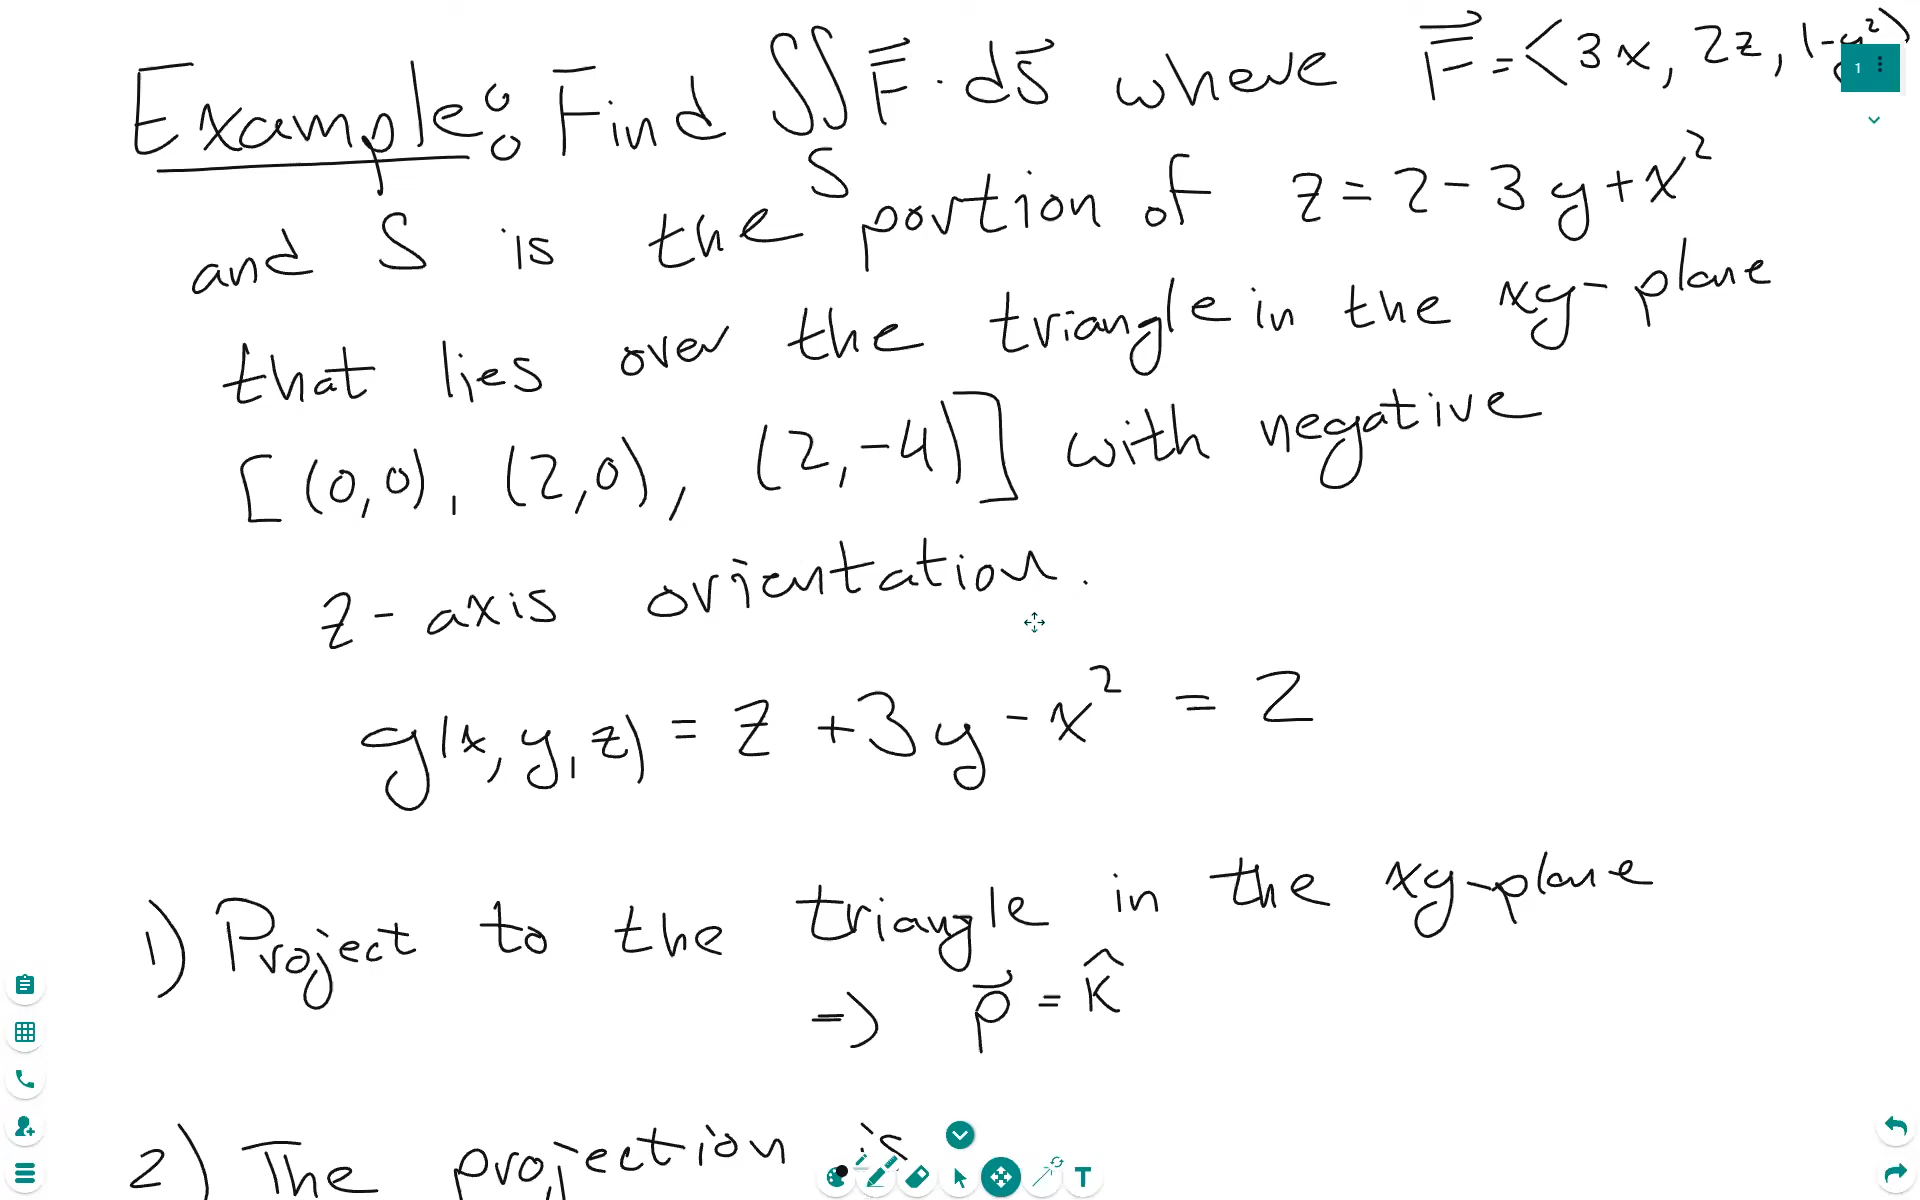 Example: Find ∬_S F⃗ · dS⃗ where F⃗ = <3x, 2z, 1-y²>
and S is the portion of z = 2 - 3y + x²
that lies over the triangle in the xy-plane
[(0,0), (2,0), (2,-4)] with negative
z-axis orientation.
g(x, y, z) = z + 3y - x² = 2
1) Project to the triangle in the xy-plane
=> p⃗ = k̂
2) The projection is
1
T